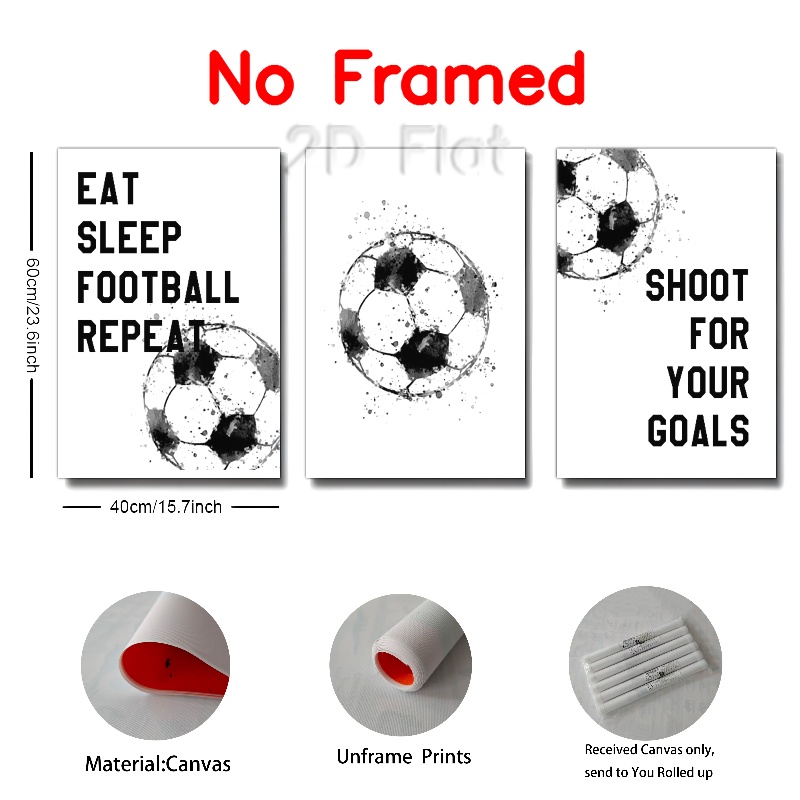 No Framed
2D Flat
EAT
SLEEP
FOOTBALL
REPEAT
SHOOT
FOR
YOUR
GOALS
60cm/23.6inch
40cm/15.7inch
Material:Canvas
Unframe Prints
Received Canvas only,
send to You Rolled up